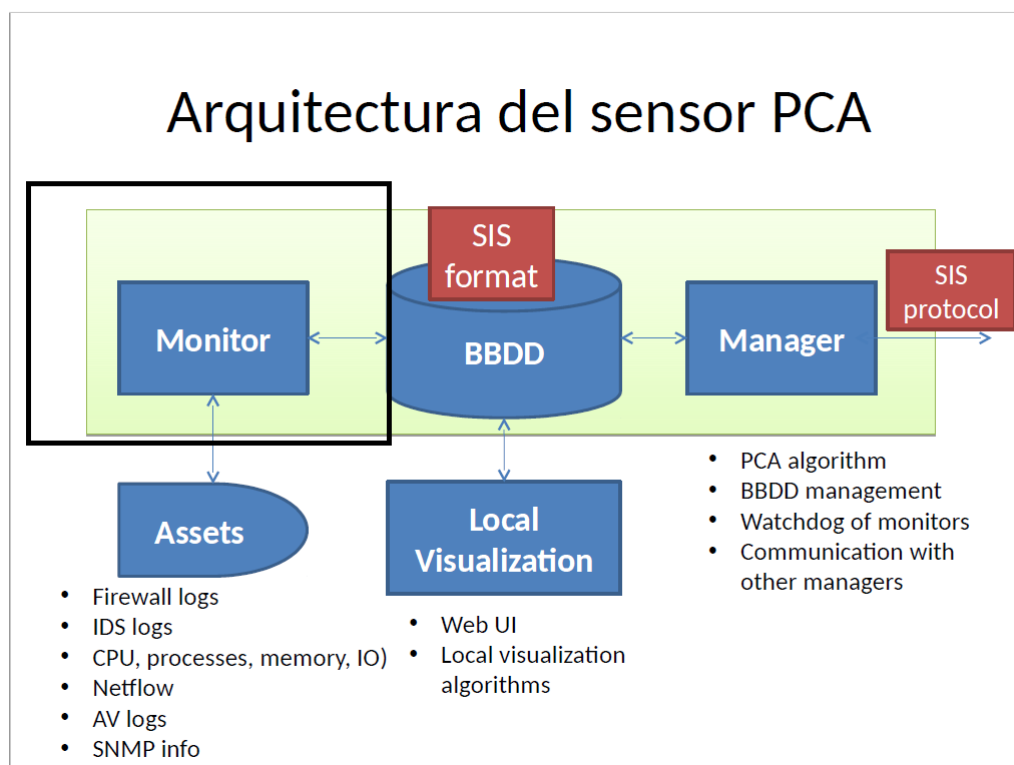 Arquitectura del sensor PCA
SIS
format
SIS
protocol
Monitor
BBDD
Manager
Assets
Local
Visualization
• PCA algorithm
• BBDD management
• Watchdog of monitors
• Communication with
other managers
• Firewall logs
• IDS logs
• CPU, processes, memory, IO)
• Netflow
• AV logs
• SNMP info
• Web UI
• Local visualization
algorithms